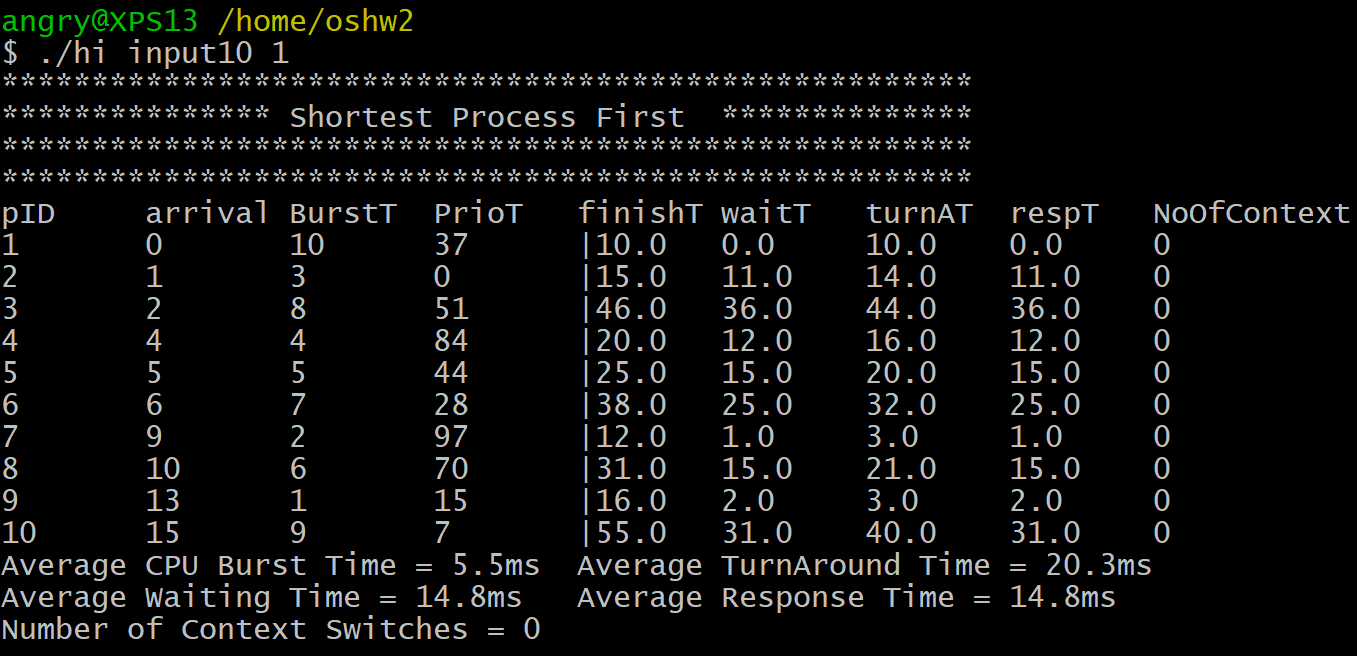 angry@XPS13 /home/oshw2
$ ./hi input10 1
******************************************************
*************** Shortest Process First  **************
******************************************************
******************************************************
pID     arrival BurstT  PrioT   finishT waitT   turnAT  respT   NoOfContext
1       0       10      37      |10.0   0.0     10.0    0.0     0
2       1       3       0       |15.0   11.0    14.0    11.0    0
3       2       8       51      |46.0   36.0    44.0    36.0    0
4       4       4       84      |20.0   12.0    16.0    12.0    0
5       5       5       44      |25.0   15.0    20.0    15.0    0
6       6       7       28      |38.0   25.0    32.0    25.0    0
7       9       2       97      |12.0   1.0     3.0     1.0     0
8       10      6       70      |31.0   15.0    21.0    15.0    0
9       13      1       15      |16.0   2.0     3.0     2.0     0
10      15      9       7       |55.0   31.0    40.0    31.0    0
Average CPU Burst Time = 5.5ms  Average TurnAround Time = 20.3ms
Average Waiting Time = 14.8ms   Average Response Time = 14.8ms
Number of Context Switches = 0